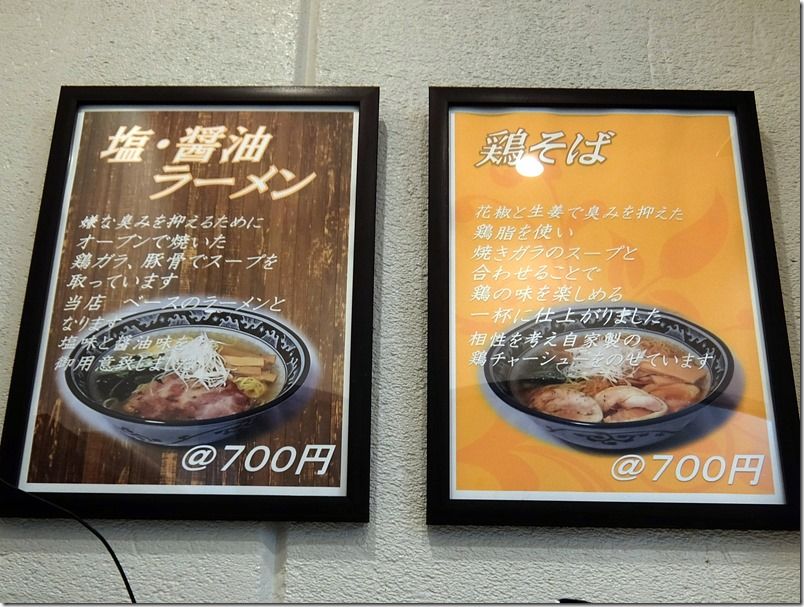 塩・醤油
ラーメン
嫌な臭みを抑えるために
オーブンで焼いた
鶏ガラ、豚骨でスープを
取っています
当店 ベースのラーメンと
なります
塩味と醤油味を
御用意致しま
@700円
鶏そば
花椒と生姜で臭みを抑えた
鶏脂を使い
焼きガラのスープと
合わせることで
鶏の味を楽しめる
一杯に仕上がりました
相性を考え自家製の
鶏チャーシューをのせています
@700円